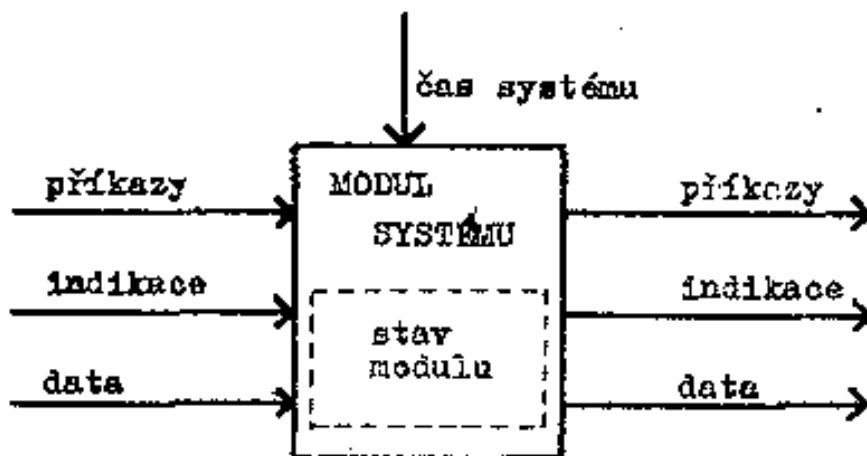 čas systému
příkazy
MODUL
příkazy
SYSTÉMU
indikace
indikace
stav
modulu
data
data